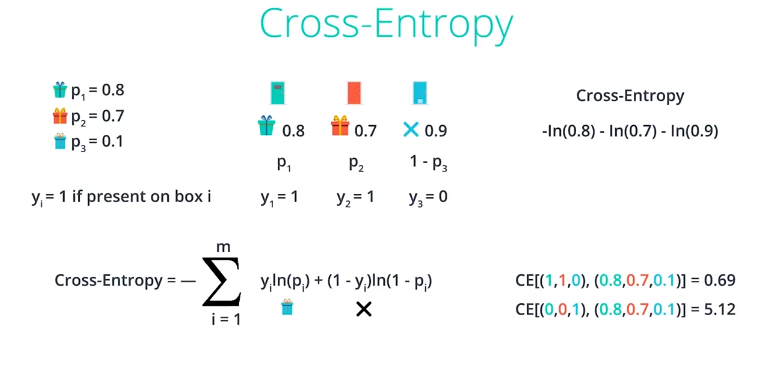 Cross-Entropy
p₁ = 0.8
p₂ = 0.7
p₃ = 0.1
0.8 0.7 0.9
p₁ p₂ 1 - p₃
Cross-Entropy
-ln(0.8) - ln(0.7) - ln(0.9)
yᵢ = 1 if present on box i
y₁ = 1 y₂ = 1 y₃ = 0
m
Cross-Entropy = — ∑ yᵢln(pᵢ) + (1 - yᵢ)ln(1 - pᵢ)
i = 1
CE[(1,1,0), (0.8,0.7,0.1)] = 0.69
CE[(0,0,1), (0.8,0.7,0.1)] = 5.12